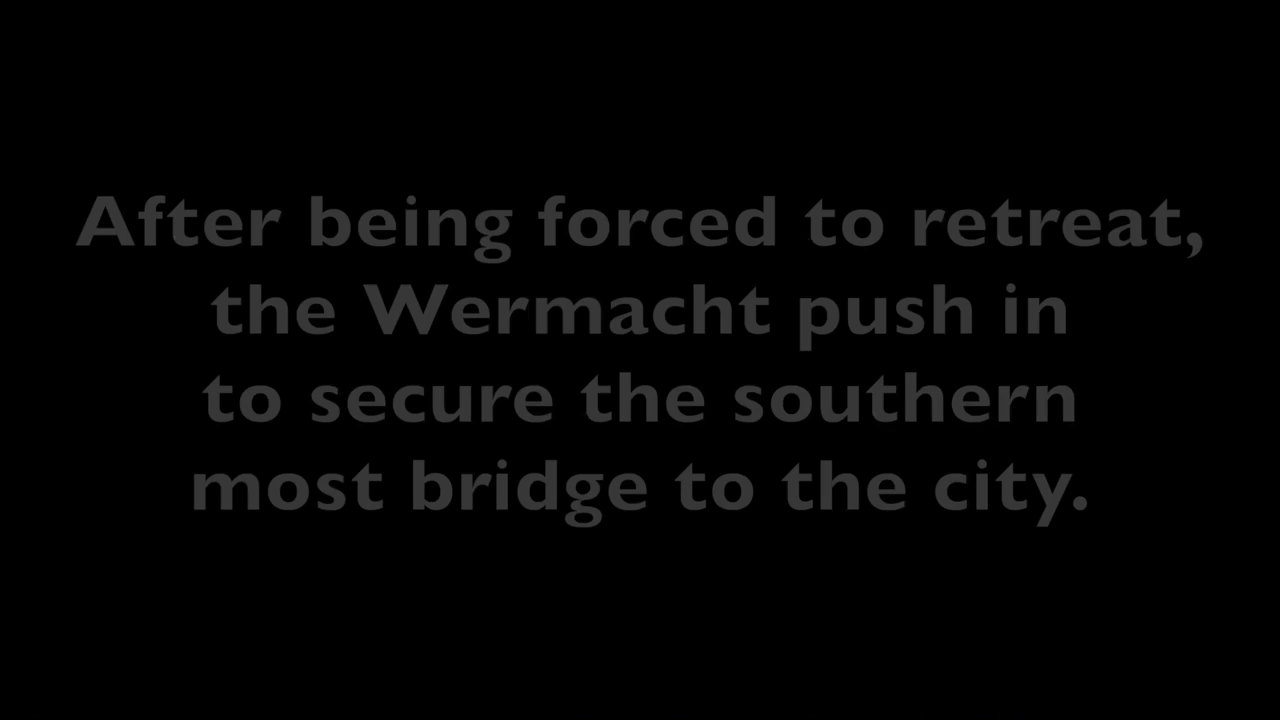 After being forced to retreat,
the Wermacht push in
to secure the southern
most bridge to the city.